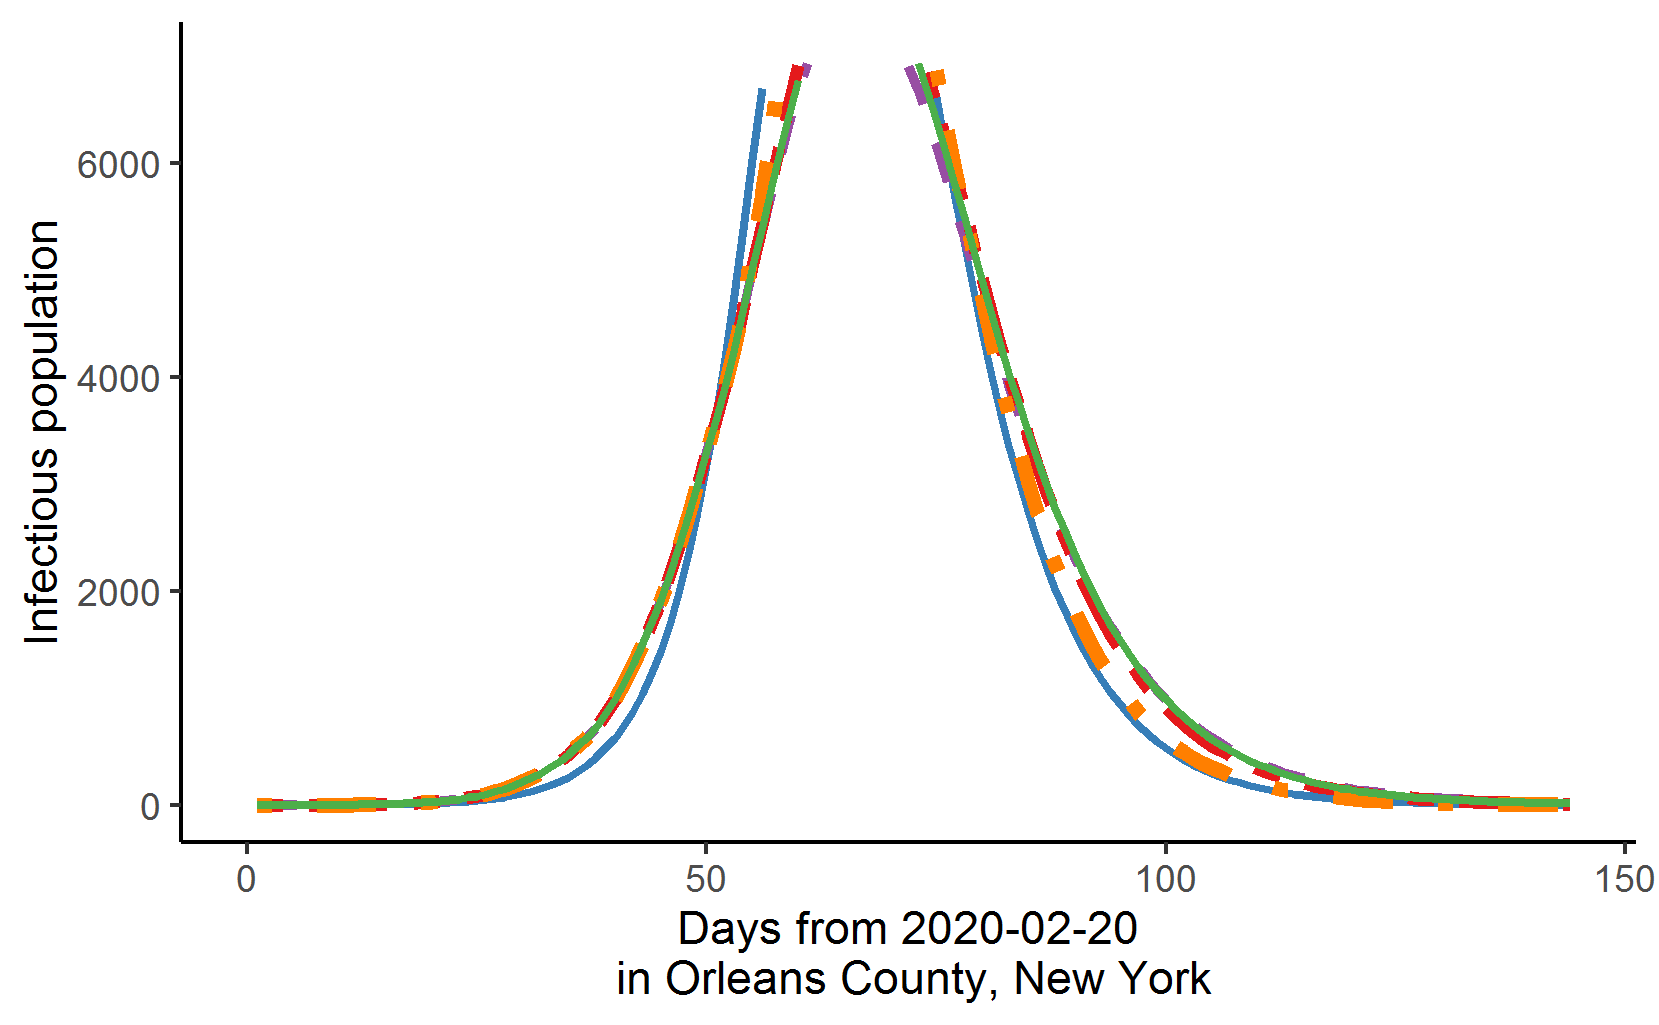 Infectious population
6000
4000
2000
0
0 50 100 150
Days from 2020-02-20
in Orleans County, New York